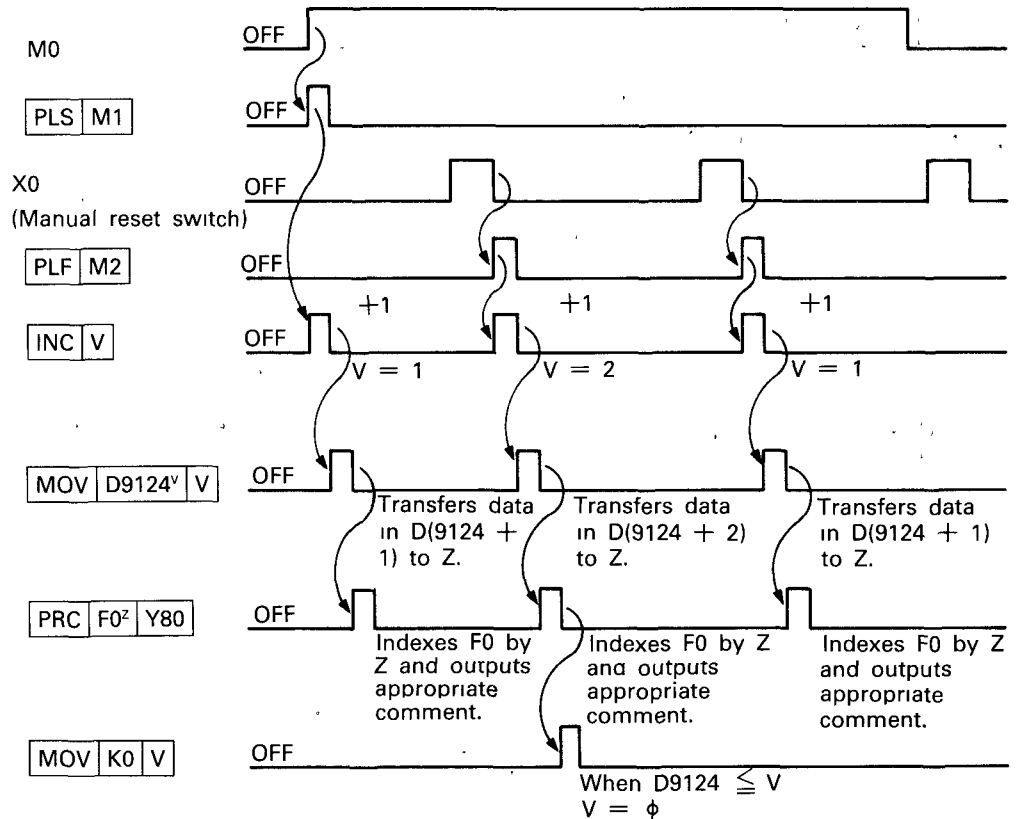 OFF
M0
OFF
PLS M1
X0
OFF
(Manual reset switch)
OFF
PLF M2
+1 +1 +1
OFF
INC V
V = 1 V = 2 V = 1
OFF
MOV D9124ᵛ V
Transfers data
in D(9124 +
1) to Z.
Transfers data
in D(9124 + 2)
to Z.
Transfers data
in D(9124 + 1)
to Z.
OFF
PRC F0ᶻ Y80
Indexes F0 by
Z and outputs
appropriate
comment.
Indexes F0 by Z
and outputs
appropriate
comment.
Indexes F0 by Z
and outputs
appropriate
comment.
OFF
MOV K0 V
When D9124 ≦ V
V = ϕ